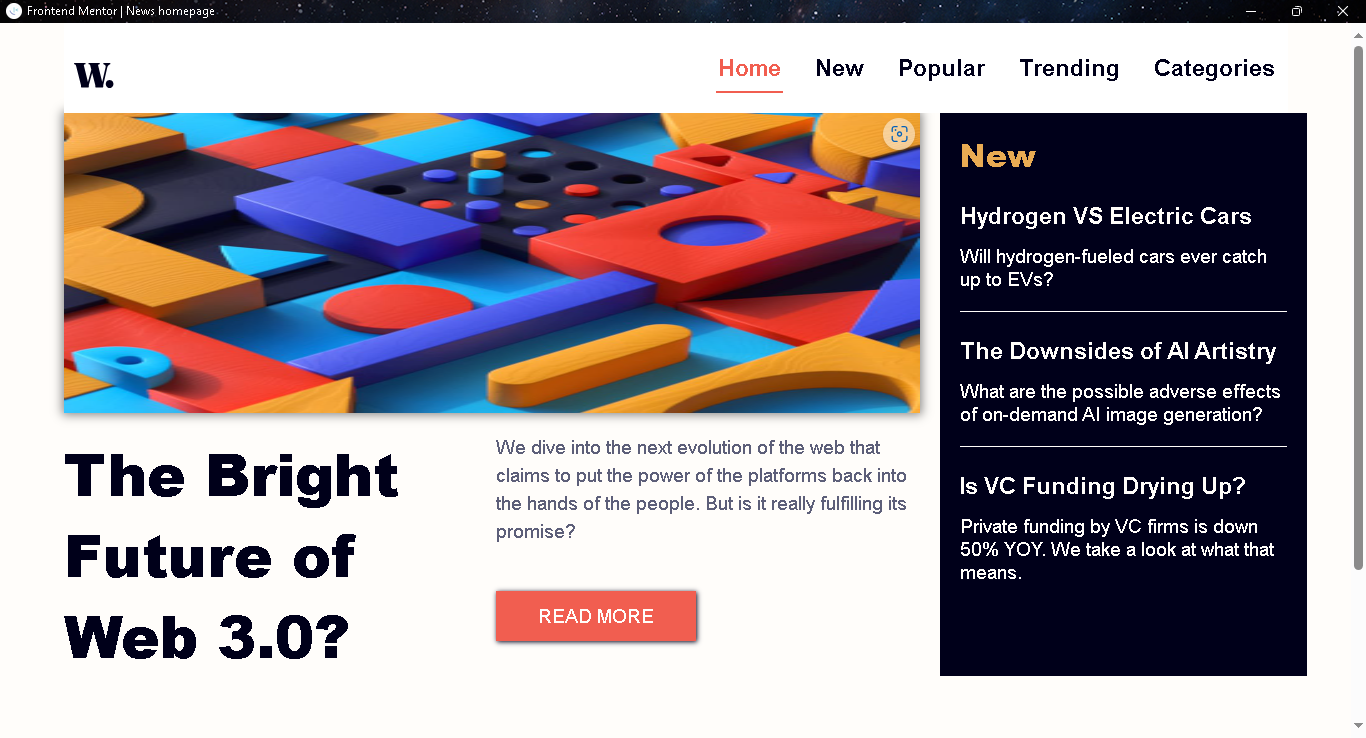 Frontend Mentor | News homepage
W.
Home New Popular Trending Categories
The Bright
Future of
Web 3.0?
We dive into the next evolution of the web that
claims to put the power of the platforms back into
the hands of the people. But is it really fulfilling its
promise?
READ MORE
New
Hydrogen VS Electric Cars
Will hydrogen-fueled cars ever catch
up to EVs?
The Downsides of AI Artistry
What are the possible adverse effects
of on-demand AI image generation?
Is VC Funding Drying Up?
Private funding by VC firms is down
50% YOY. We take a look at what that
means.